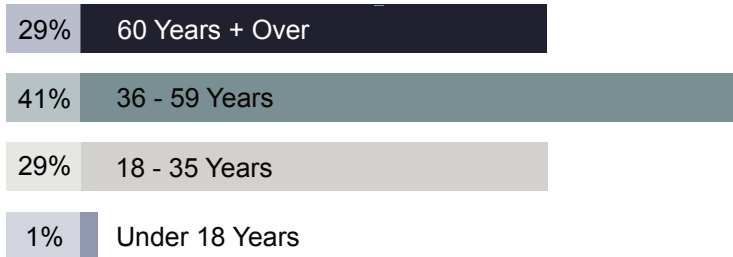 29% 60 Years + Over
41% 36 - 59 Years
29% 18 - 35 Years
1% Under 18 Years